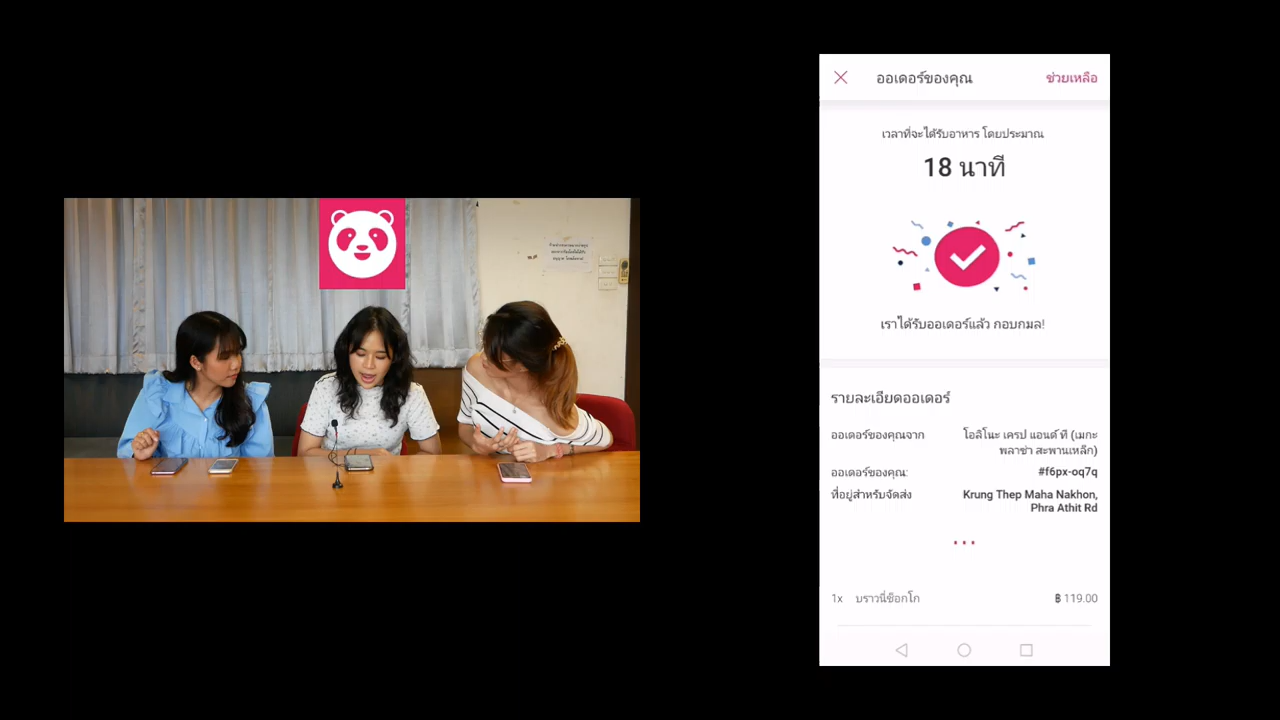 ออเดอร์ของคุณ
ช่วยเหลือ
เวลาที่จะได้รับอาหาร โดยประมาณ
18 นาที
เราได้รับออเดอร์แล้ว กอบกมล!
รายละเอียดออเดอร์
ออเดอร์ของคุณจาก
โอลิโนะ เครป แอนด์ ที (เมกะ
พลาซ่า สะพานเหล็ก)
ออเดอร์ของคุณ:
#f6px-oq7q
ที่อยู่สำหรับจัดส่ง
Krung Thep Maha Nakhon,
Phra Athit Rd
1x บราวนี่ช็อกโก ฿ 119.00